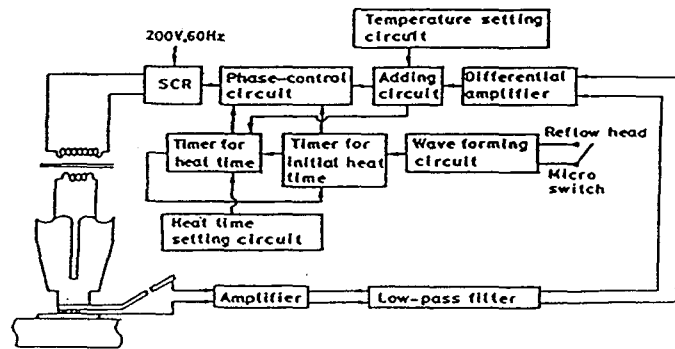 Temperature setting
circuit
200V,60Hz
SCR
Phase-control
circuit
Adding
circuit
Differential
amplifier
Timer for
heat time
Timer for
initial heat
time
Wave forming
circuit
Reflow head
Micro
switch
Heat time
setting circuit
Amplifier
Low-pass filter